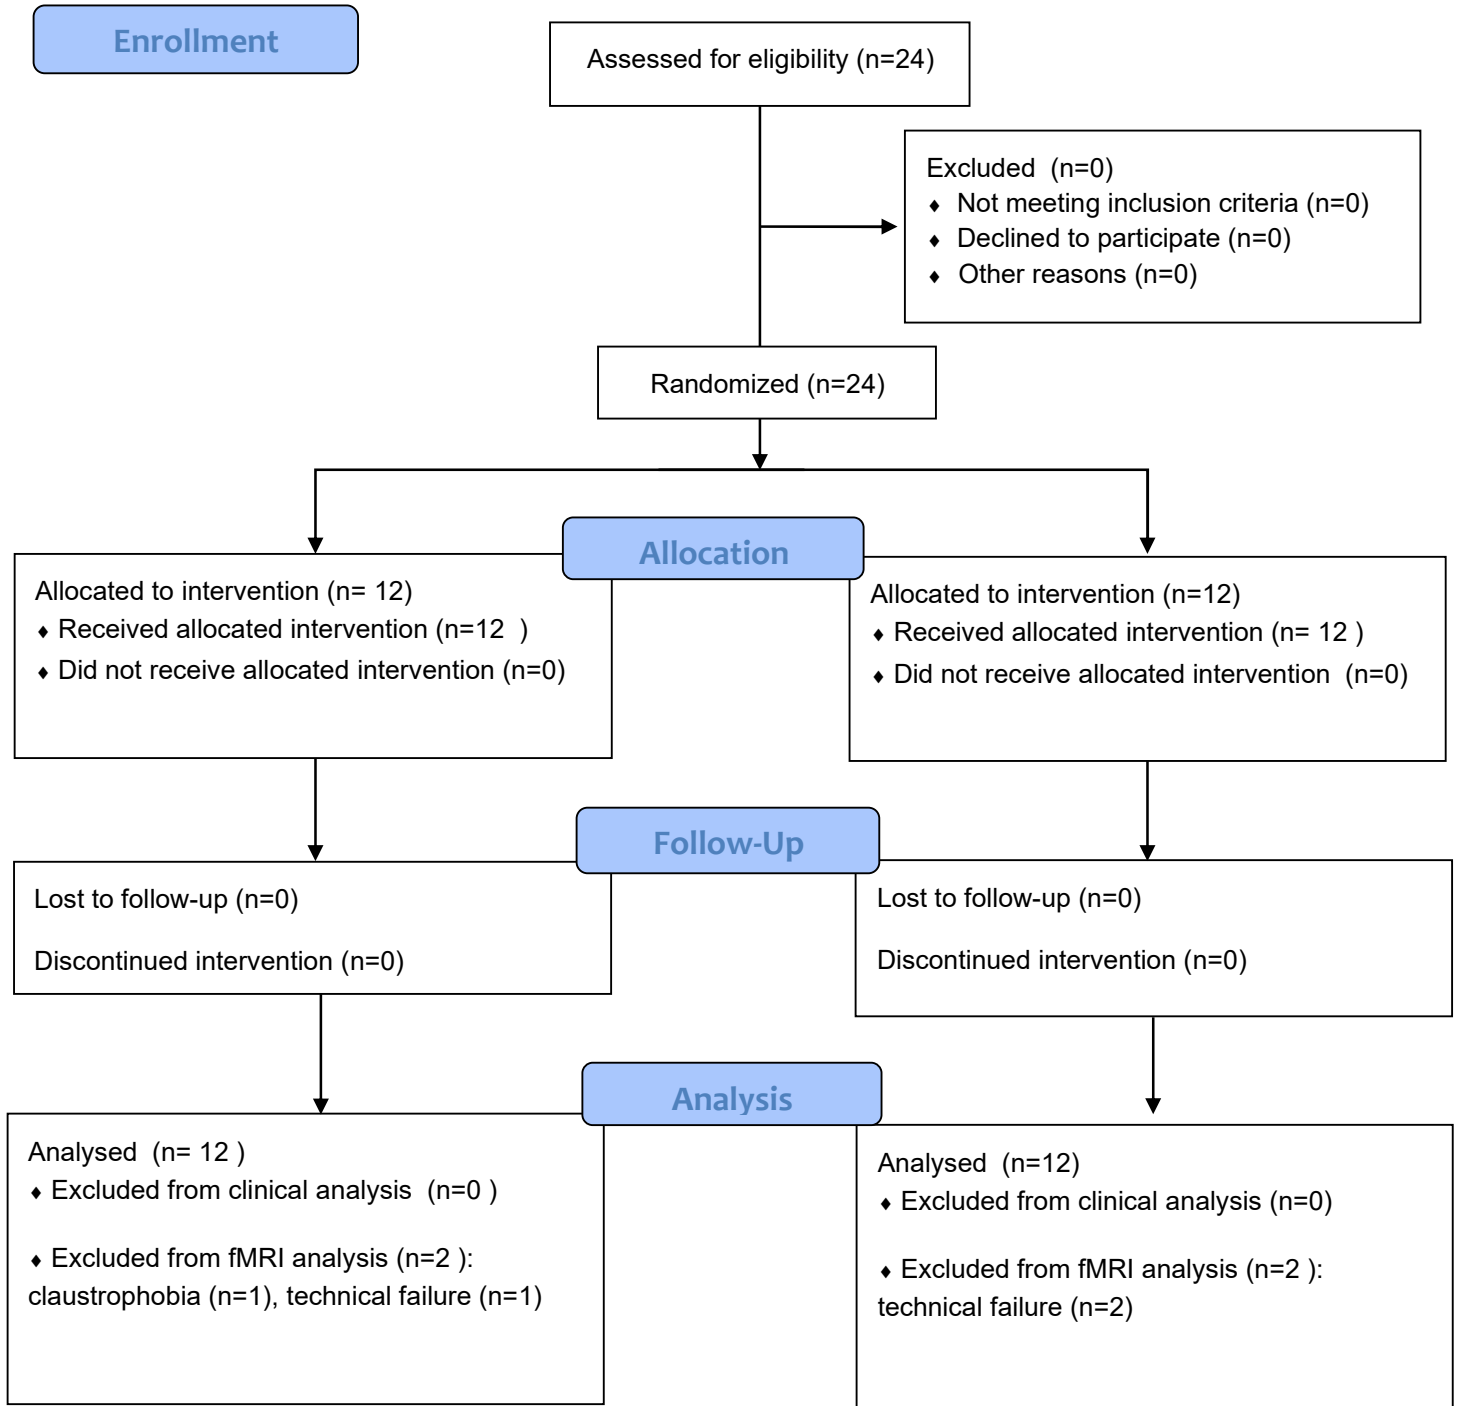 Enrollment
Assessed for eligibility (n=24)
Excluded  (n=0)
♦ Not meeting inclusion criteria (n=0)
♦ Declined to participate (n=0)
♦ Other reasons (n=0)
Randomized (n=24)
Allocation
Allocated to intervention (n= 12)
♦ Received allocated intervention (n=12  )
♦ Did not receive allocated intervention (n=0)
Allocated to intervention (n=12)
♦ Received allocated intervention (n= 12 )
♦ Did not receive allocated intervention  (n=0)
Follow-Up
Lost to follow-up (n=0)
Discontinued intervention (n=0)
Lost to follow-up (n=0)
Discontinued intervention (n=0)
Analysis
Analysed  (n= 12 )
♦ Excluded from clinical analysis  (n=0 )
♦ Excluded from fMRI analysis (n=2 ):
claustrophobia (n=1), technical failure (n=1)
Analysed  (n=12)
♦ Excluded from clinical analysis (n=0)
♦ Excluded from fMRI analysis (n=2 ):
technical failure (n=2)